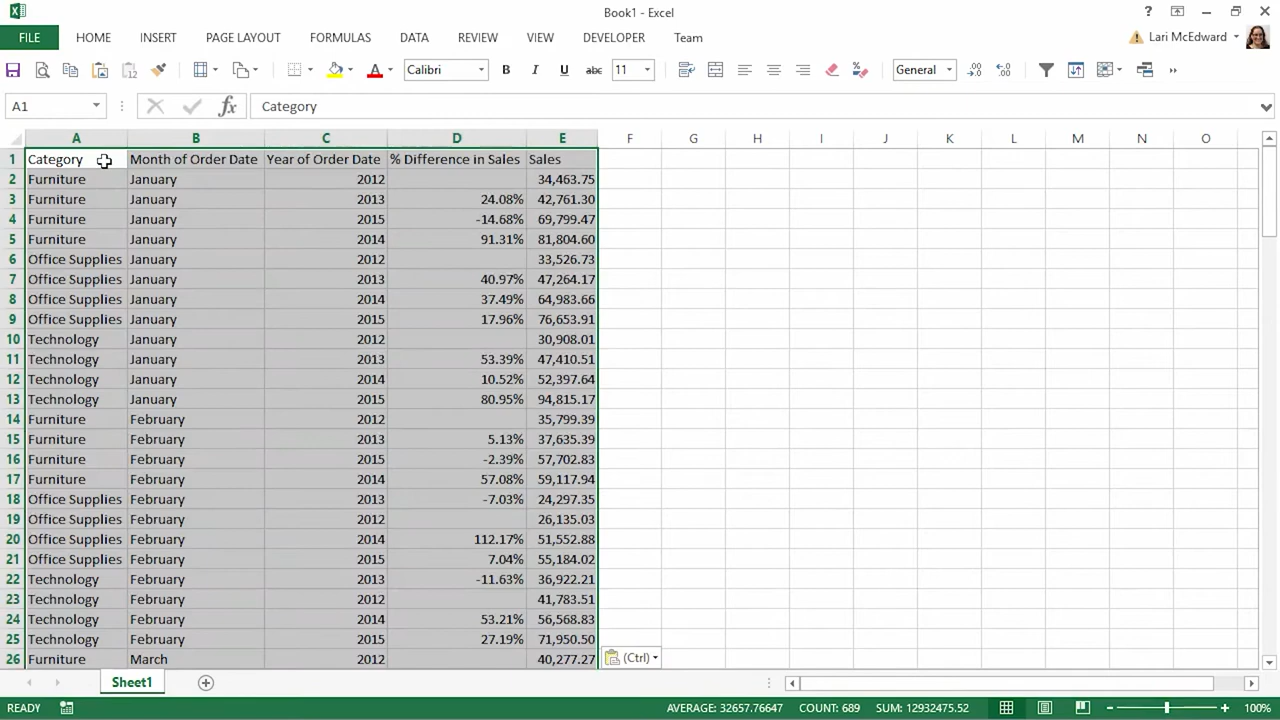 Book1 - Excel
?
FILE HOME INSERT PAGE LAYOUT FORMULAS DATA REVIEW VIEW DEVELOPER Team Lari McEdward
Calibri B I U abc 11 General
A1 fx Category
A B C D E F G H I J K L M N O
1 Category Month of Order Date Year of Order Date % Difference in Sales Sales
2 Furniture January 2012 34,463.75
3 Furniture January 2013 24.08% 42,761.30
4 Furniture January 2015 -14.68% 69,799.47
5 Furniture January 2014 91.31% 81,804.60
6 Office Supplies January 2012 33,526.73
7 Office Supplies January 2013 40.97% 47,264.17
8 Office Supplies January 2014 37.49% 64,983.66
9 Office Supplies January 2015 17.96% 76,653.91
10 Technology January 2012 30,908.01
11 Technology January 2013 53.39% 47,410.51
12 Technology January 2014 10.52% 52,397.64
13 Technology January 2015 80.95% 94,815.17
14 Furniture February 2012 35,799.39
15 Furniture February 2013 5.13% 37,635.39
16 Furniture February 2015 -2.39% 57,702.83
17 Furniture February 2014 57.08% 59,117.94
18 Office Supplies February 2013 -7.03% 24,297.35
19 Office Supplies February 2012 26,135.03
20 Office Supplies February 2014 112.17% 51,552.88
21 Office Supplies February 2015 7.04% 55,184.02
22 Technology February 2013 -11.63% 36,922.21
23 Technology February 2012 41,783.51
24 Technology February 2014 53.21% 56,568.83
25 Technology February 2015 27.19% 71,950.50
26 Furniture March 2012 40,277.27
(Ctrl)
Sheet1
READY AVERAGE: 32657.76647 COUNT: 689 SUM: 12932475.52 100%